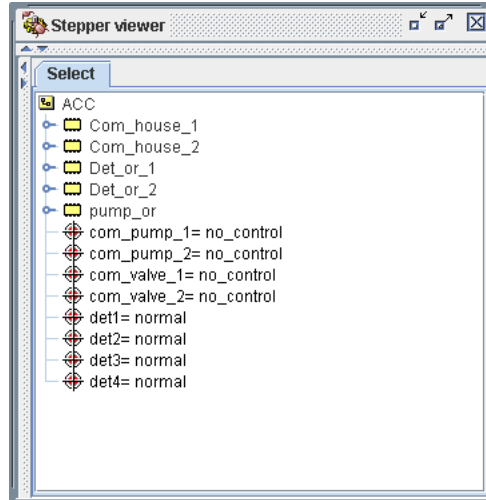 Stepper viewer
Select
ACC
Com_house_1
Com_house_2
Det_or_1
Det_or_2
pump_or
com_pump_1= no_control
com_pump_2= no_control
com_valve_1= no_control
com_valve_2= no_control
det1= normal
det2= normal
det3= normal
det4= normal